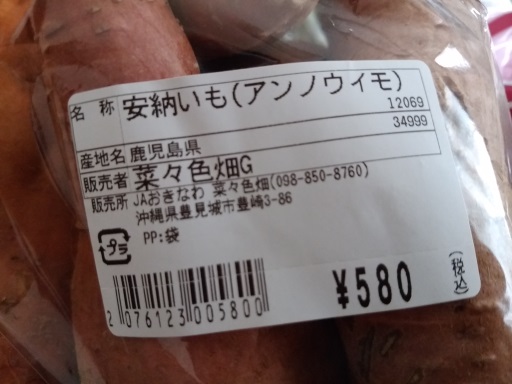 名 称 安納いも(アンノウイモ)
12069
34999
産地名 鹿児島県
販売者 菜々色畑G
販売所 JAおきなわ 菜々色畑(098-850-8760)
沖縄県豊見城市豊崎3-86
プラ
PP:袋
¥580
(税込)
2 076123 005800